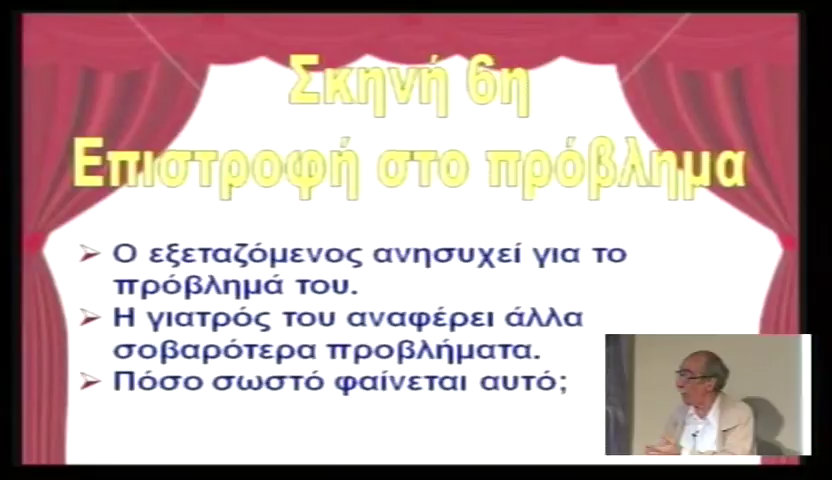 Σκηνή 6η
Επιστροφή στο πρόβλημα
Ο εξεταζόμενος ανησυχεί για το
πρόβλημά του.
Η γιατρός του αναφέρει άλλα
σοβαρότερα προβλήματα.
Πόσο σωστό φαίνεται αυτό;